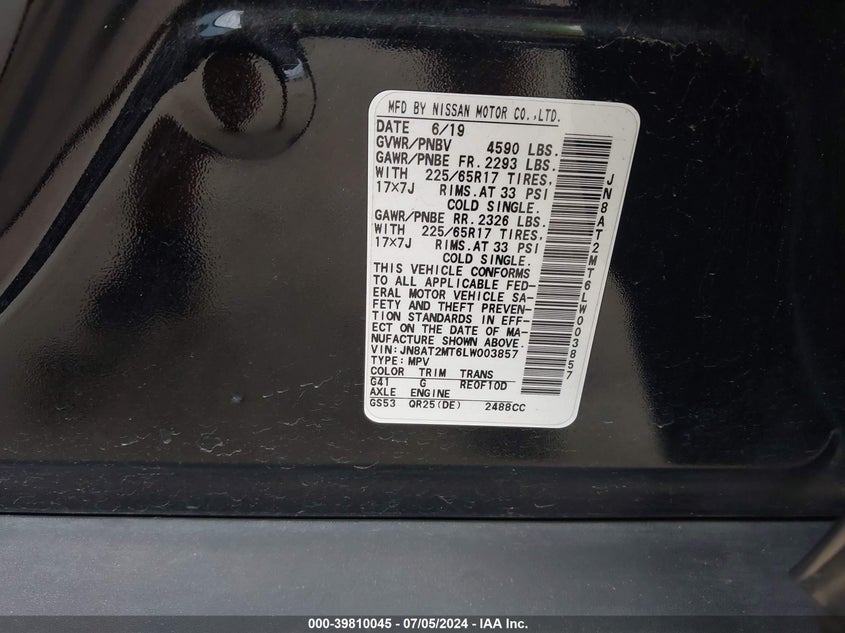 MFD BY NISSAN MOTOR CO.,LTD.
DATE 6/19
GVWR/PNBV 4590 LBS.
GAWR/PNBE FR. 2293 LBS.
WITH 225/65R17 TIRES,
17×7J RIMS.AT 33 PSI
COLD SINGLE.
GAWR/PNBE RR. 2326 LBS.
WITH 225/65R17 TIRES,
17×7J RIMS.AT 33 PSI
COLD SINGLE.
THIS VEHICLE CONFORMS
TO ALL APPLICABLE FED-
ERAL MOTOR VEHICLE SA-
FETY AND THEFT PREVEN-
TION STANDARDS IN EFF-
ECT ON THE DATE OF MA-
NUFACTURE SHOWN ABOVE.
VIN:JN8AT2MT6LW003857
TYPE:MPV
COLOR TRIM TRANS
G41 G RE0F10D
AXLE ENGINE
GS53 QR25(DE) 2488CC
JN8AT2MT6LW003857
000-39810045 - 07/05/2024 - IAA Inc.